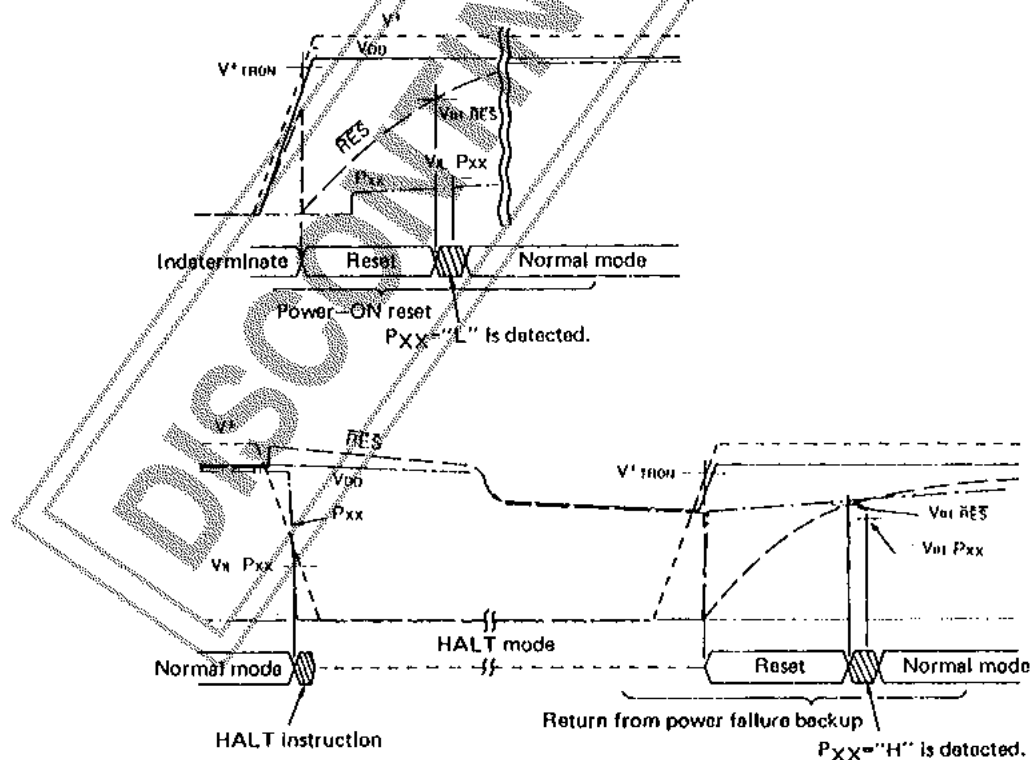 V⁺
VDD
V⁺TRON
RES
VIH RES
VIL PXX
PXX
Indeterminate
Reset
Normal mode
Power-ON reset
PXX="L" is detected.
DISCONTIN
V⁺
RES
VDD
PXX
VIL PXX
V⁺TRON
VIH RES
VIH PXX
HALT mode
Normal mode
Reset
Normal mode
HALT instruction
Return from power failure backup
PXX="H" is detected.